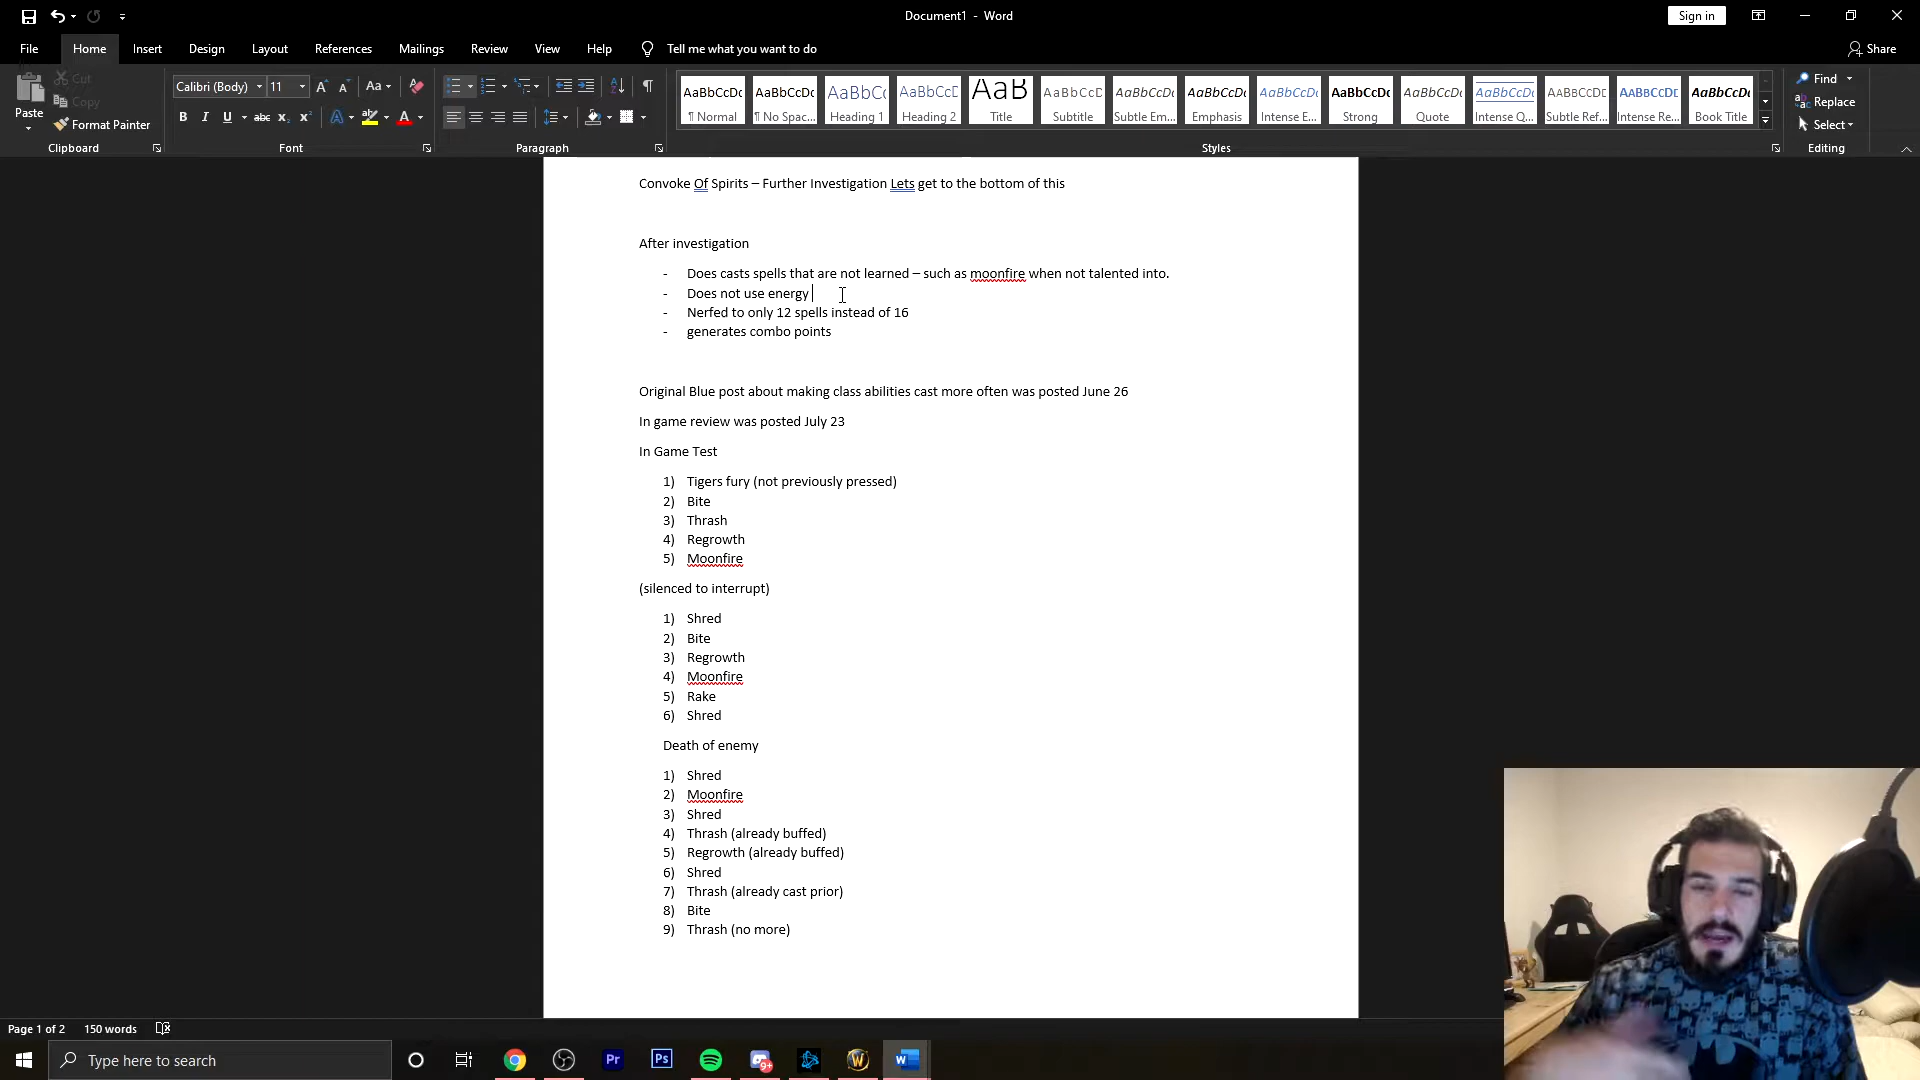 Document1 - Word
Sign in
File Home Insert Design Layout References Mailings Review View Help Tell me what you want to do Share
Cut
Copy
Paste
Format Painter
Calibri (Body) 11
AaBbCcDc AaBbCcDc AaBbCc AaBbCcE AaB AaBbCcD AaBbCcDc AaBbCcDc AaBbCcDc AaBbCcDc AaBbCcDc AaBbCcDc AABBCCDE AABBCCDE AaBbCcDc
¶ Normal ¶ No Spac... Heading 1 Heading 2 Title Subtitle Subtle Em... Emphasis Intense E... Strong Quote Intense Q... Subtle Ref... Intense Re... Book Title
Find
Replace
Select
Clipboard Font Paragraph Styles Editing
Convoke Of Spirits – Further Investigation Lets get to the bottom of this
After investigation
- Does casts spells that are not learned – such as moonfire when not talented into.
- Does not use energy
- Nerfed to only 12 spells instead of 16
- generates combo points
Original Blue post about making class abilities cast more often was posted June 26
In game review was posted July 23
In Game Test
1) Tigers fury (not previously pressed)
2) Bite
3) Thrash
4) Regrowth
5) Moonfire
(silenced to interrupt)
1) Shred
2) Bite
3) Regrowth
4) Moonfire
5) Rake
6) Shred
Death of enemy
1) Shred
2) Moonfire
3) Shred
4) Thrash (already buffed)
5) Regrowth (already buffed)
6) Shred
7) Thrash (already cast prior)
8) Bite
9) Thrash (no more)
Page 1 of 2 150 words
Type here to search
Pr
Ps
9+